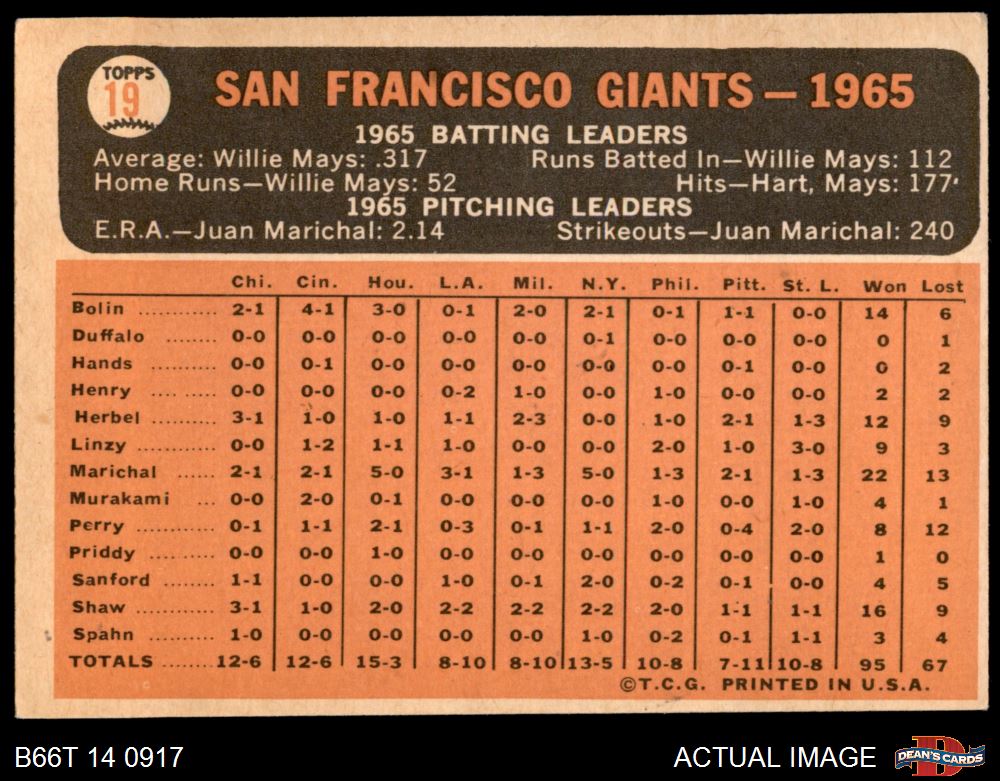 TOPPS
19
SAN FRANCISCO GIANTS — 1965
1965 BATTING LEADERS
Average: Willie Mays: .317 Runs Batted In—Willie Mays: 112
Home Runs—Willie Mays: 52 Hits—Hart, Mays: 177
1965 PITCHING LEADERS
E.R.A.—Juan Marichal: 2.14 Strikeouts—Juan Marichal: 240
Chi. Cin. Hou. L.A. Mil. N.Y. Phil. Pitt. St. L. Won Lost
Bolin ........... 2-1 4-1 3-0 0-1 2-0 2-1 0-1 1-1 0-0 14 6
Duffalo ....... 0-0 0-0 0-0 0-0 0-0 0-1 0-0 0-0 0-0 0 1
Hands ......... 0-0 0-1 0-0 0-0 0-0 0-0 0-0 0-1 0-0 0 2
Henry .... ..... 0-0 0-0 0-0 0-2 1-0 0-0 1-0 0-0 0-0 2 2
Herbel ......... 3-1 1-0 1-0 1-1 2-3 0-0 1-0 2-1 1-3 12 9
Linzy ........... 0-0 1-2 1-1 1-0 0-0 0-0 2-0 1-0 3-0 9 3
Marichal ...... 2-1 2-1 5-0 3-1 1-3 5-0 1-3 2-1 1-3 22 13
Murakami ... 0-0 2-0 0-1 0-0 0-0 0-0 1-0 0-0 1-0 4 1
Perry ........... 0-1 1-1 2-1 0-3 0-1 1-1 2-0 0-4 2-0 8 12
Priddy ......... 0-0 0-0 1-0 0-0 0-0 0-0 0-0 0-0 0-0 1 0
Sanford ....... 1-1 0-0 0-0 1-0 0-1 2-0 0-2 0-1 0-0 4 5
Shaw ........... 3-1 1-0 2-0 2-2 2-2 2-2 2-0 1-1 1-1 16 9
Spahn ......... 1-0 0-0 0-0 0-0 0-0 1-0 0-2 0-1 1-1 3 4
TOTALS ....... 12-6 12-6 15-3 8-10 8-10 13-5 10-8 7-11 10-8 95 67
©T.C.G. PRINTED IN U.S.A.
B66T 14 0917 ACTUAL IMAGE D DEAN'S CARDS